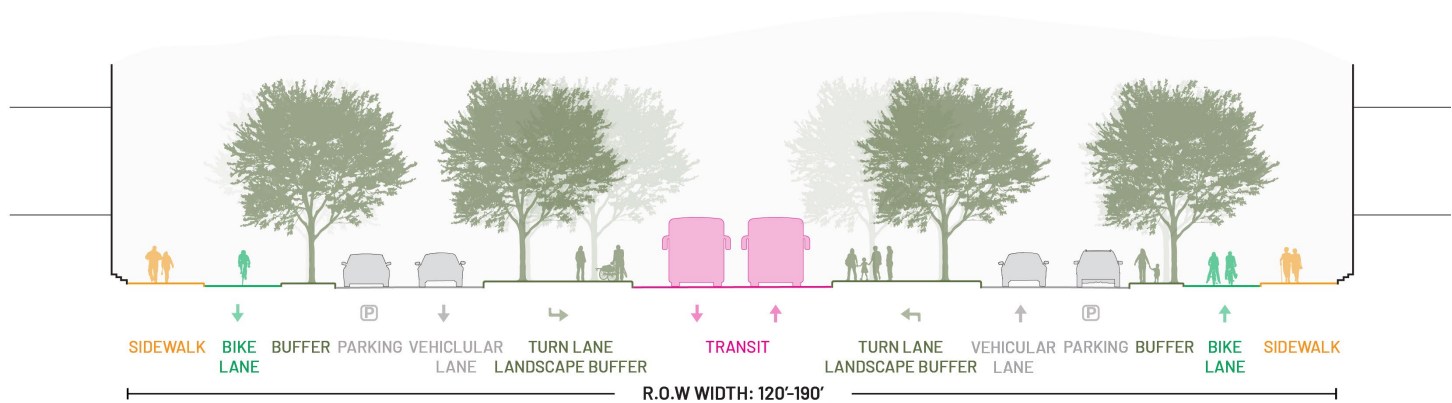 P
P
SIDEWALK
BIKE
LANE
BUFFER
PARKING
VEHICLULAR
LANE
TURN LANE
LANDSCAPE BUFFER
TRANSIT
TURN LANE
LANDSCAPE BUFFER
VEHICULAR
LANE
PARKING
BUFFER
BIKE
LANE
SIDEWALK
R.O.W WIDTH: 120’-190’